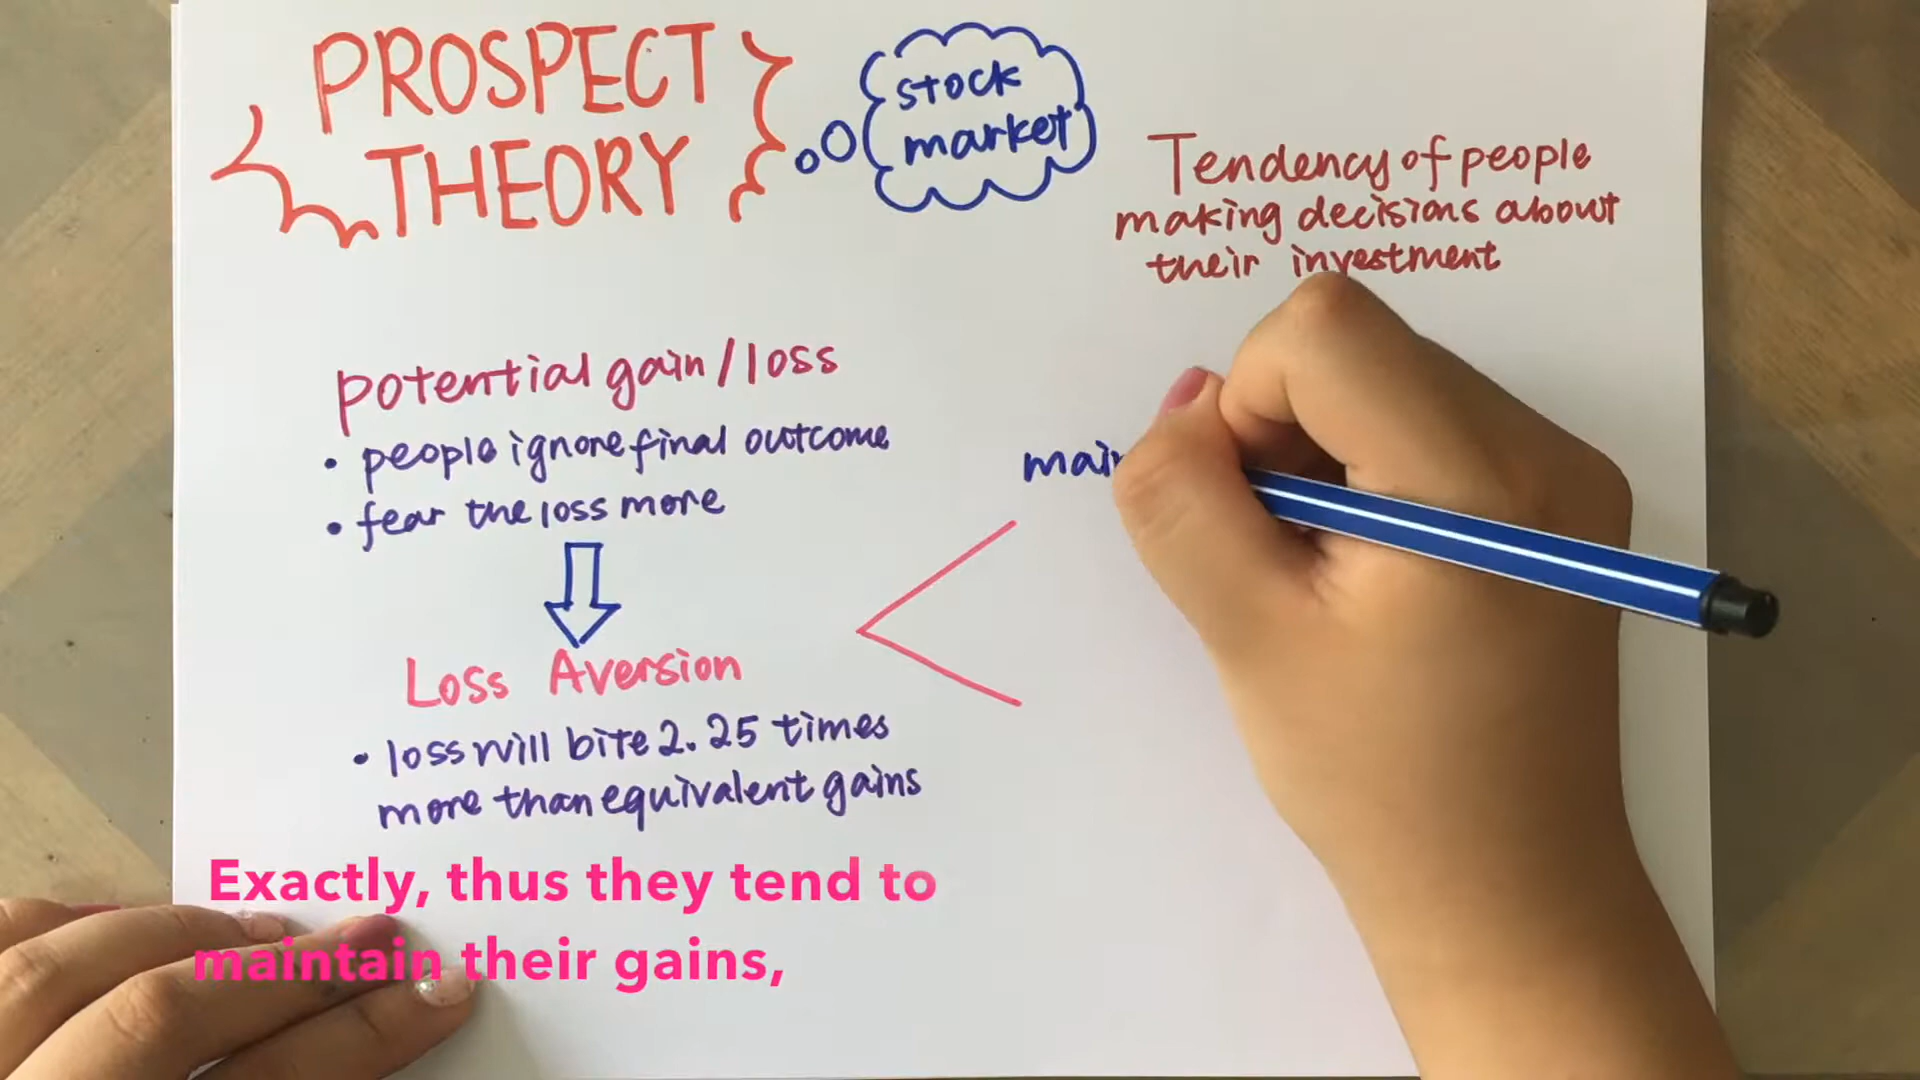 PROSPECT
THEORY
stock
market
Tendency of people
making decisions about
their investment
potential gain/loss
• people ignore final outcome
• fear the loss more
Loss Aversion
• loss will bite 2.25 times
more than equivalent gains
Exactly, thus they tend to
maintain their gains,